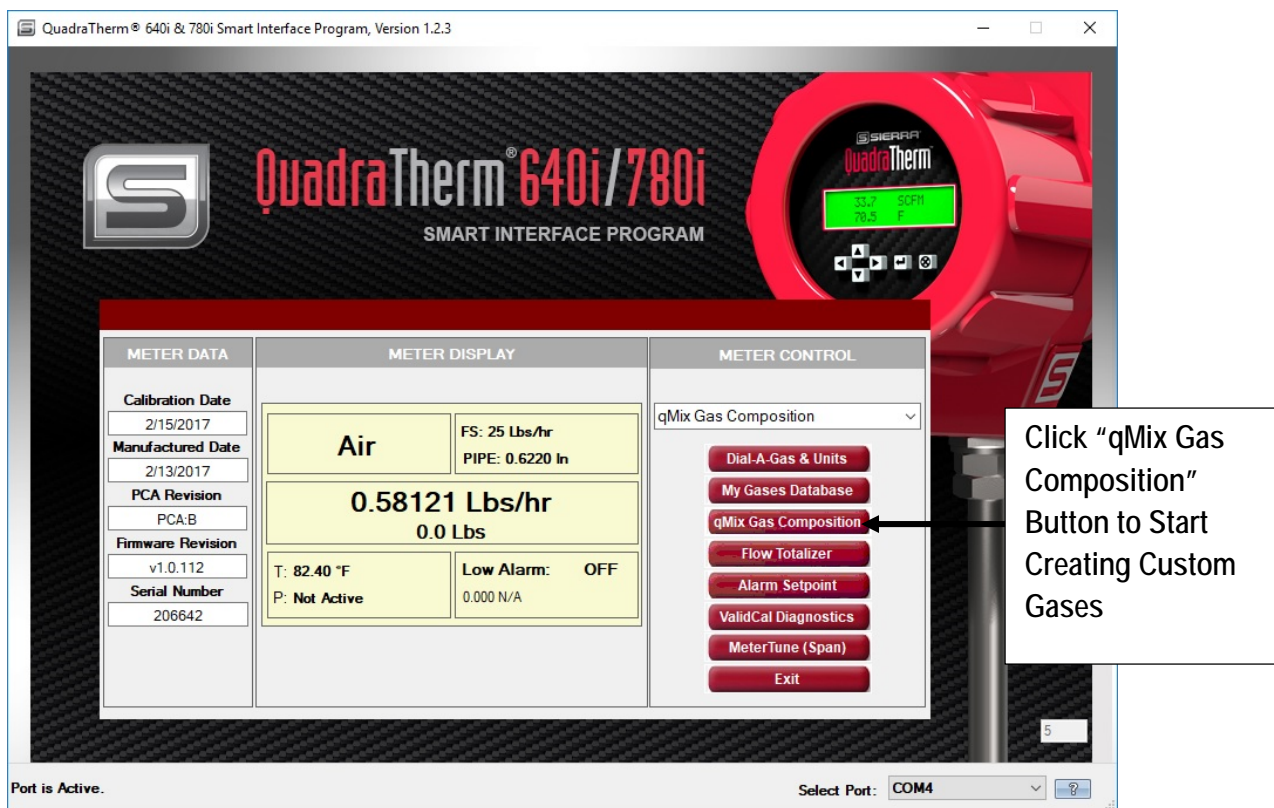 QuadraTherm® 640i & 780i Smart Interface Program, Version 1.2.3
SIERRA
QuadraTherm
33.7 SCFM
70.5 F
QuadraTherm® 640i/780i
SMART INTERFACE PROGRAM
METER DATA
Calibration Date
2/15/2017
Manufactured Date
2/13/2017
PCA Revision
PCA:B
Firmware Revision
v1.0.112
Serial Number
206642
METER DISPLAY
Air
FS: 25 Lbs/hr
PIPE: 0.6220 In
0.58121 Lbs/hr
0.0 Lbs
T: 82.40 °F
P: Not Active
Low Alarm: OFF
0.000 N/A
METER CONTROL
qMix Gas Composition
Dial-A-Gas & Units
My Gases Database
qMix Gas Composition
Flow Totalizer
Alarm Setpoint
ValidCal Diagnostics
MeterTune (Span)
Exit
Click “qMix Gas
Composition”
Button to Start
Creating Custom
Gases
5
Port is Active.
Select Port: COM4
?